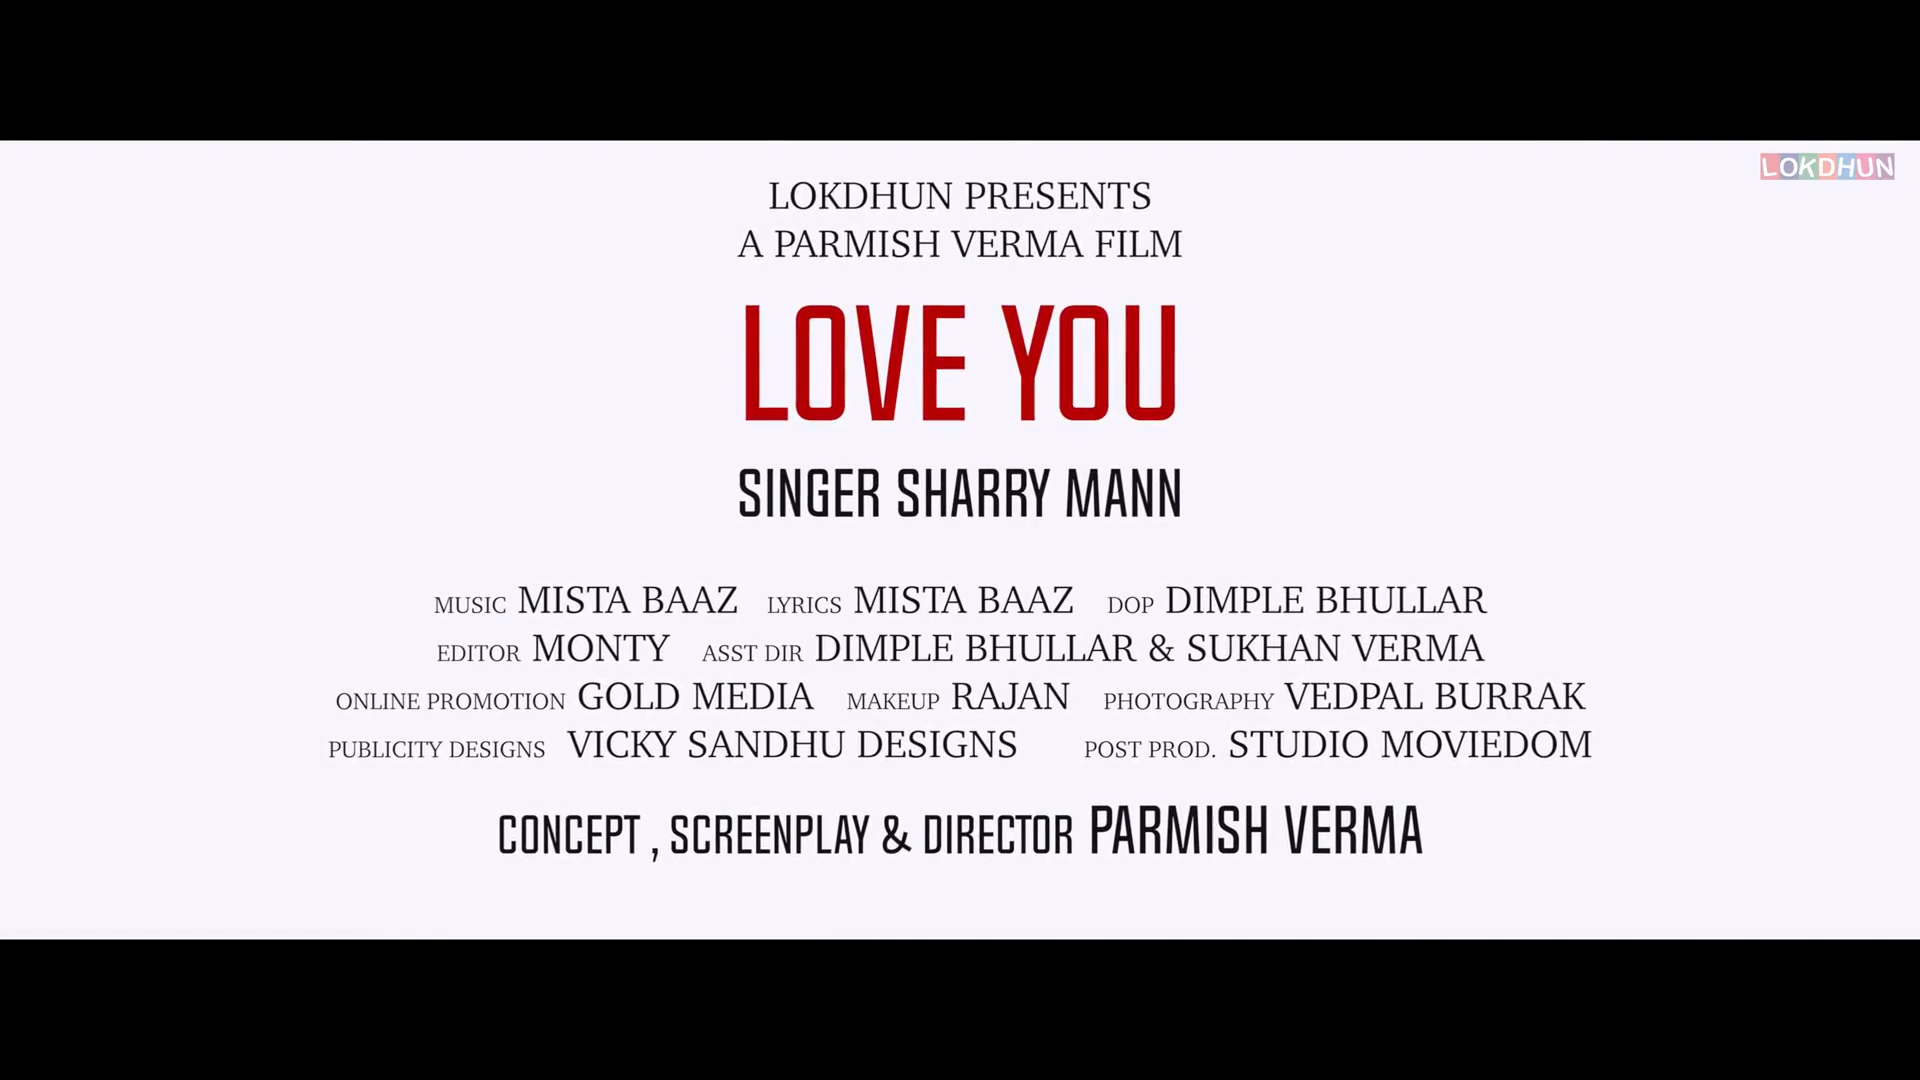 LOKDHUN
LOKDHUN PRESENTS
A PARMISH VERMA FILM
LOVE YOU
SINGER SHARRY MANN
MUSIC MISTA BAAZ LYRICS MISTA BAAZ DOP DIMPLE BHULLAR
EDITOR MONTY ASST DIR DIMPLE BHULLAR & SUKHAN VERMA
ONLINE PROMOTION GOLD MEDIA MAKEUP RAJAN PHOTOGRAPHY VEDPAL BURRAK
PUBLICITY DESIGNS VICKY SANDHU DESIGNS POST PROD. STUDIO MOVIEDOM
CONCEPT , SCREENPLAY & DIRECTOR PARMISH VERMA